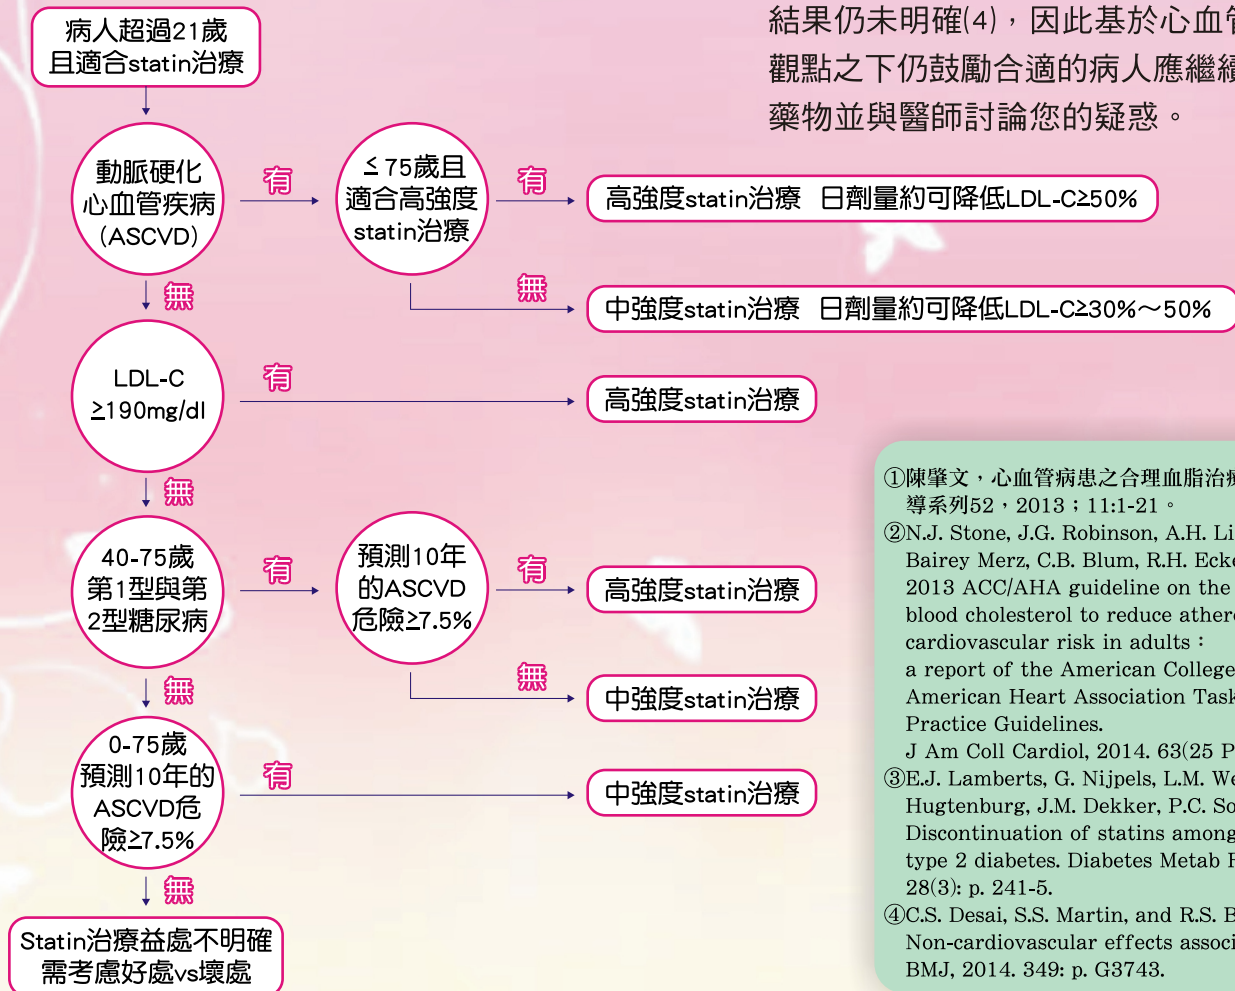 結果仍未明確(4)，因此基於心血管
觀點之下仍鼓勵合適的病人應繼續
藥物並與醫師討論您的疑惑。
病人超過21歲
且適合statin治療
動脈硬化
心血管疾病
(ASCVD)
有
≤75歲且
適合高強度
statin治療
有
高強度statin治療 日劑量約可降低LDL-C≥50%
無
中強度statin治療 日劑量約可降低LDL-C≥30%～50%
無
LDL-C
≥190mg/dl
有
高強度statin治療
無
40-75歲
第1型與第
2型糖尿病
有
預測10年
的ASCVD
危險≥7.5%
有
高強度statin治療
無
中強度statin治療
無
0-75歲
預測10年的
ASCVD危
險≥7.5%
有
中強度statin治療
無
Statin治療益處不明確
需考慮好處vs壞處
①陳肇文，心血管病患之合理血脂治療
導系列52，2013；11:1-21。
②N.J. Stone, J.G. Robinson, A.H. Li
Bairey Merz, C.B. Blum, R.H. Ecke
2013 ACC/AHA guideline on the
blood cholesterol to reduce ather
cardiovascular risk in adults：
a report of the American College
American Heart Association Task
Practice Guidelines.
J Am Coll Cardiol, 2014. 63(25 P
③E.J. Lamberts, G. Nijpels, L.M. We
Hugtenburg, J.M. Dekker, P.C. So
Discontinuation of statins among
type 2 diabetes. Diabetes Metab
28(3): p. 241-5.
④C.S. Desai, S.S. Martin, and R.S. B
Non-cardiovascular effects associ
BMJ, 2014. 349: p. G3743.